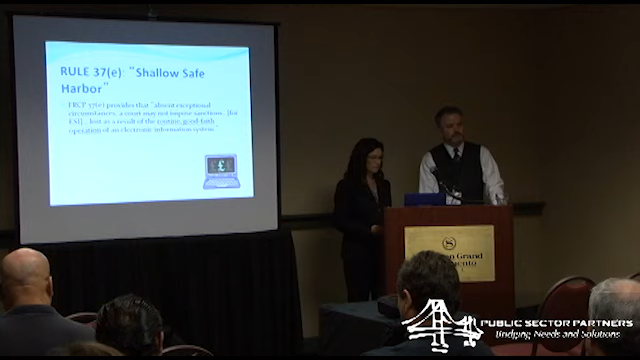 RULE 37(e): "Shallow Safe
Harbor"
FRCP 37(e) provides that "absent exceptional
circumstances, a court may not impose sanctions... [for
ESI]... lost as a result of the routine, good-faith
operation of an electronic information system."
£
on Grand
PUBLIC SECTOR PARTNERS
Bridging Needs and Solutions